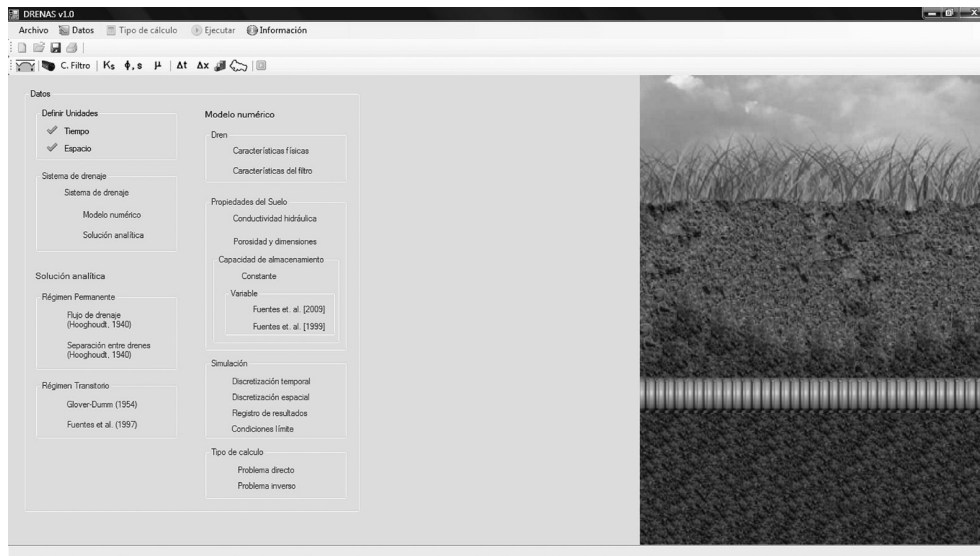 DRENAS v1.0
Archivo Datos Tipo de cálculo Ejecutar Información
C. Filtro Ks ϕ, s μ Δt Δx
Datos
Definir Unidades
Tiempo
Espacio
Sistema de drenaje
Sistema de drenaje
Modelo numérico
Solución analítica
Solución analítica
Régimen Permanente
Flujo de drenaje
(Hooghoudt, 1940)
Separación entre drenes
(Hooghoudt, 1940)
Régimen Transitorio
Glover-Dumm (1954)
Fuentes et al. (1997)
Modelo numérico
Dren
Características físicas
Características del filtro
Propiedades del Suelo
Conductividad hidráulica
Porosidad y dimensiones
Capacidad de almacenamiento
Constante
Variable
Fuentes et. al. [2009]
Fuentes et. al. [1999]
Simulación
Discretización temporal
Discretización espacial
Registro de resultados
Condiciones límite
Tipo de calculo
Problema directo
Problema inverso